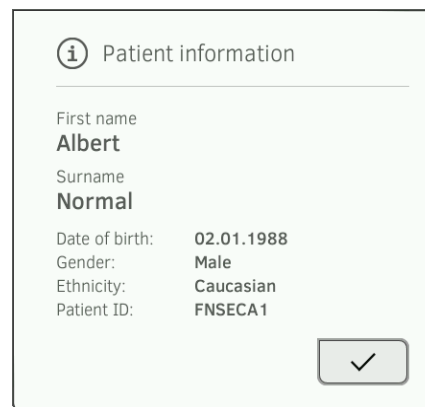 Patient information
First name
Albert
Surname
Normal
Date of birth: 02.01.1988
Gender: Male
Ethnicity: Caucasian
Patient ID: FNSECA1